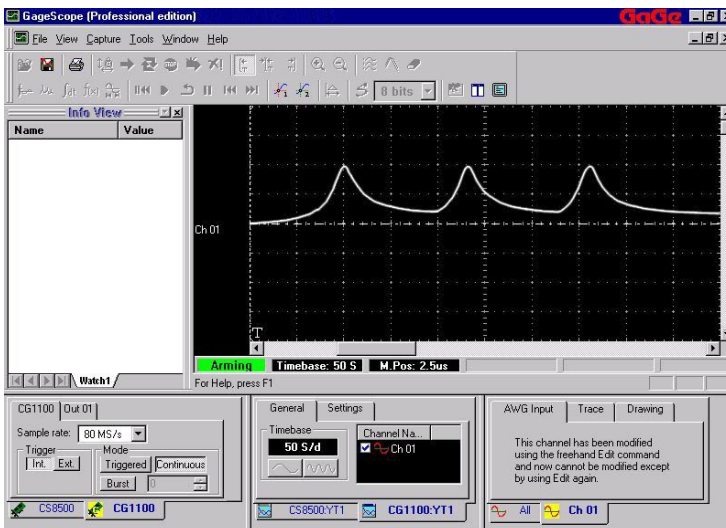 GageScope (Professional edition)
GaGe
File View Capture Tools Window Help
8 bits
Info View
Name Value
Ch 01
T
Arming Timebase: 50 S M.Pos: 2.5us
Watch1
For Help, press F1
CG1100 Out 01
Sample rate: 80 MS/s
Trigger
Int. Ext.
Mode
Triggered Continuous
Burst 0
CS8500 CG1100
General Settings
Timebase
50 S/d
Channel Na...
Ch 01
CS8500:YT1 CG1100:YT1
AWG Input Trace Drawing
This channel has been modified
using the freehand Edit command
and now cannot be modified except
by using Edit again.
All Ch 01